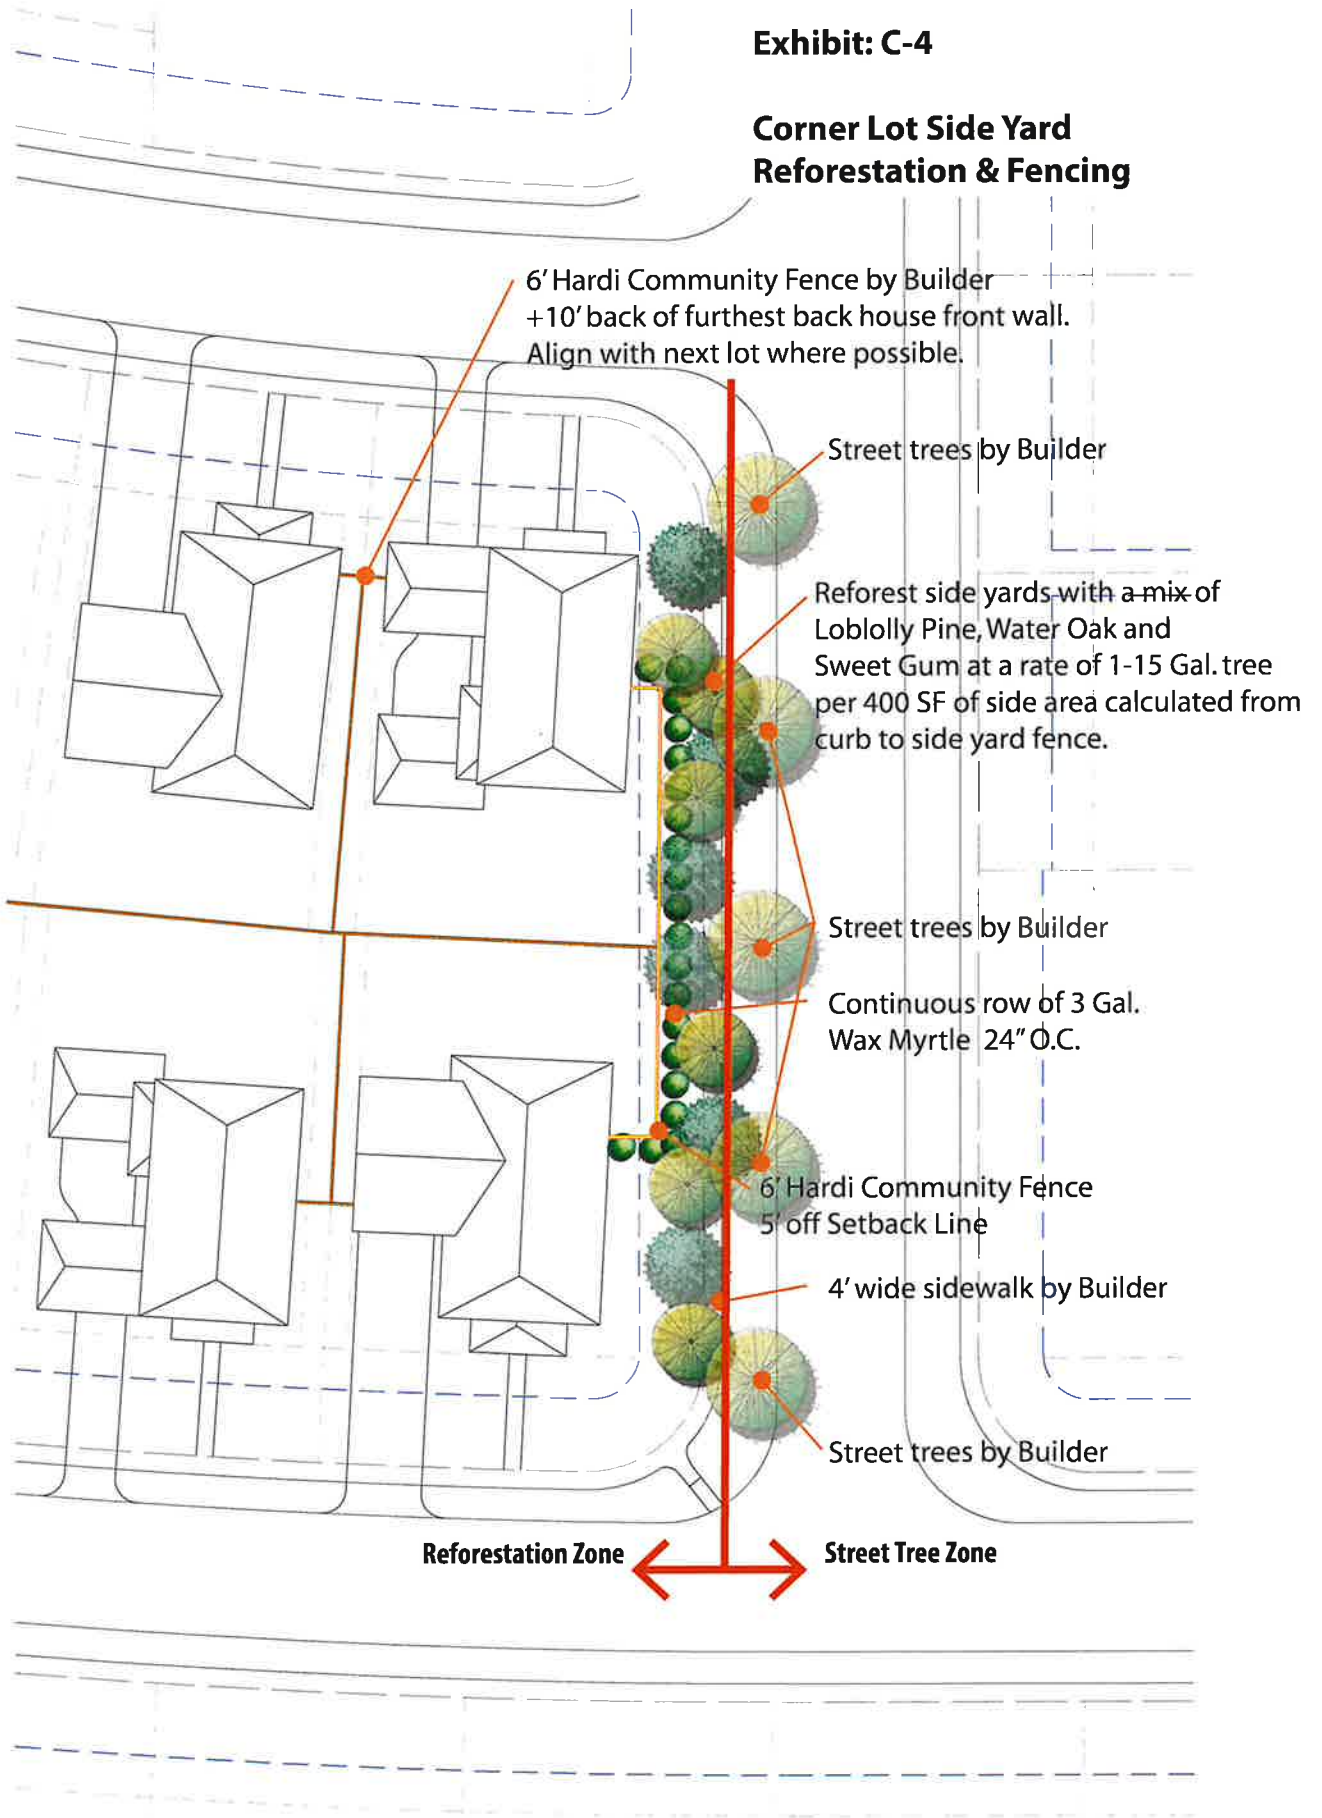 Exhibit: C-4
Corner Lot Side Yard
Reforestation & Fencing
6' Hardi Community Fence by Builder
+10' back of furthest back house front wall.
Align with next lot where possible.
Street trees by Builder
Reforest side yards with a mix of
Loblolly Pine, Water Oak and
Sweet Gum at a rate of 1-15 Gal. tree
per 400 SF of side area calculated from
curb to side yard fence.
Street trees by Builder
Continuous row of 3 Gal.
Wax Myrtle 24" O.C.
6' Hardi Community Fence
5' off Setback Line
4' wide sidewalk by Builder
Street trees by Builder
Reforestation Zone
Street Tree Zone